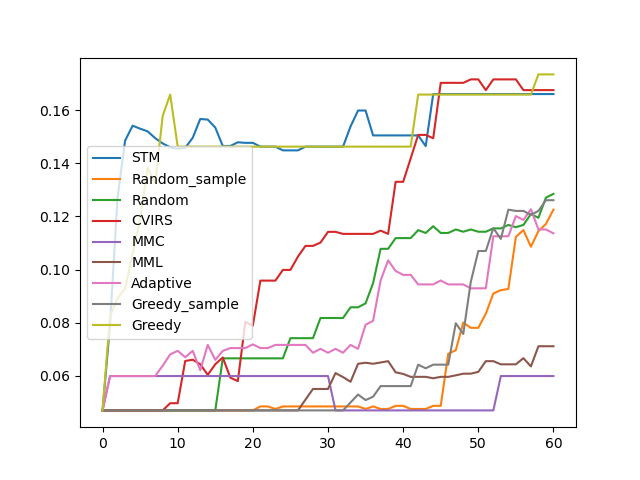 0.16
0.14
0.12
0.10
0.08
0.06
STM
Random_sample
Random
CVIRS
MMC
MML
Adaptive
Greedy_sample
Greedy
0 10 20 30 40 50 60